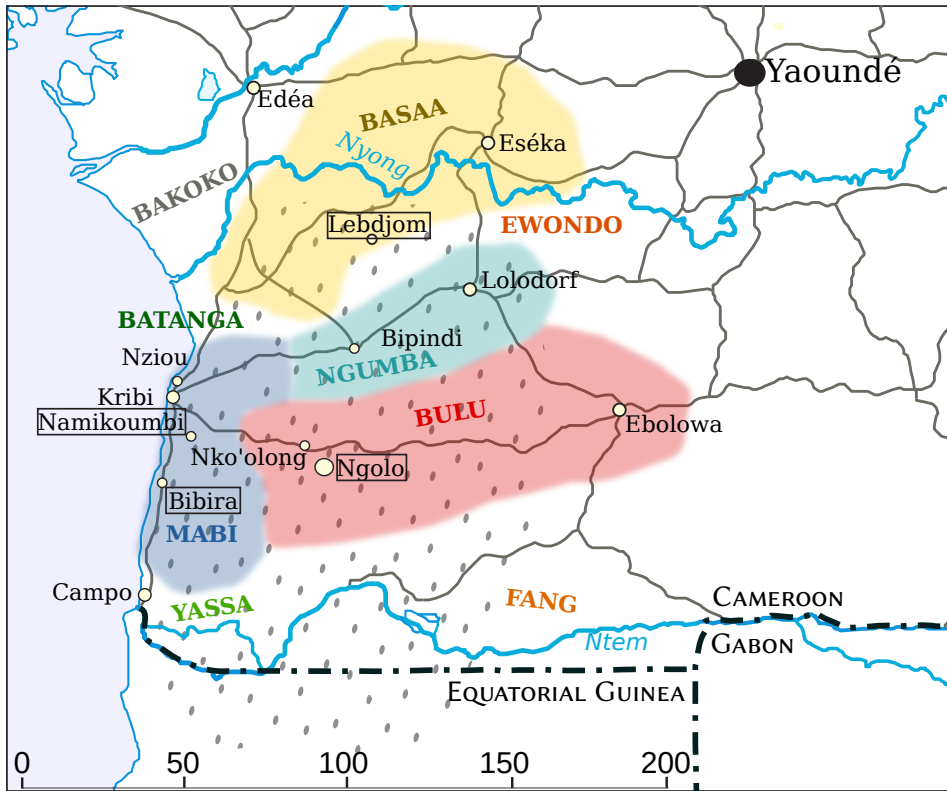 Yaoundé
Edéa
BASAA
Nyong
Eséka
BAKOKO
Lebdjom
EWONDO
Lolodorf
BATANGA
Bipindi
Nziou
NGUMBA
Kribi
BULU
Namikoumbi
Ebolowa
Nko'olong
Ngolo
Bibira
MABI
Campo
YASSA
FANG
CAMEROON
Ntem
GABON
EQUATORIAL GUINEA
0 50 100 150 200